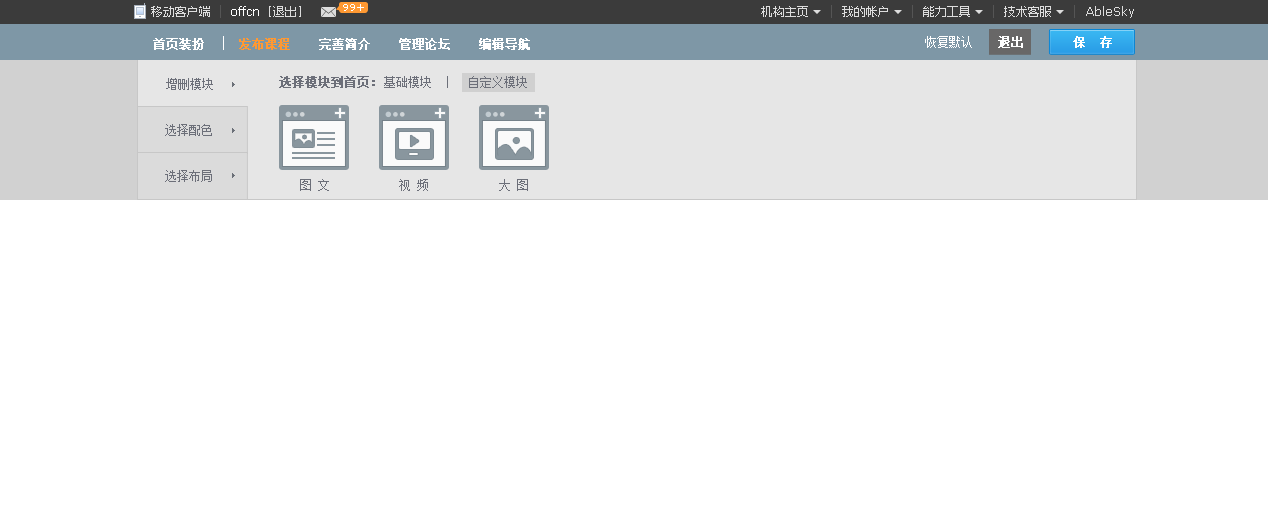 移动客户端 offcn [退出] 99+ 机构主页 我的帐户 能力工具 技术客服 AbleSky
首页装扮 发布课程 完善简介 管理论坛 编辑导航 恢复默认 退出 保 存
增删模块 选择模块到首页：基础模块 | 自定义模块
选择配色
选择布局
图 文 视 频 大 图